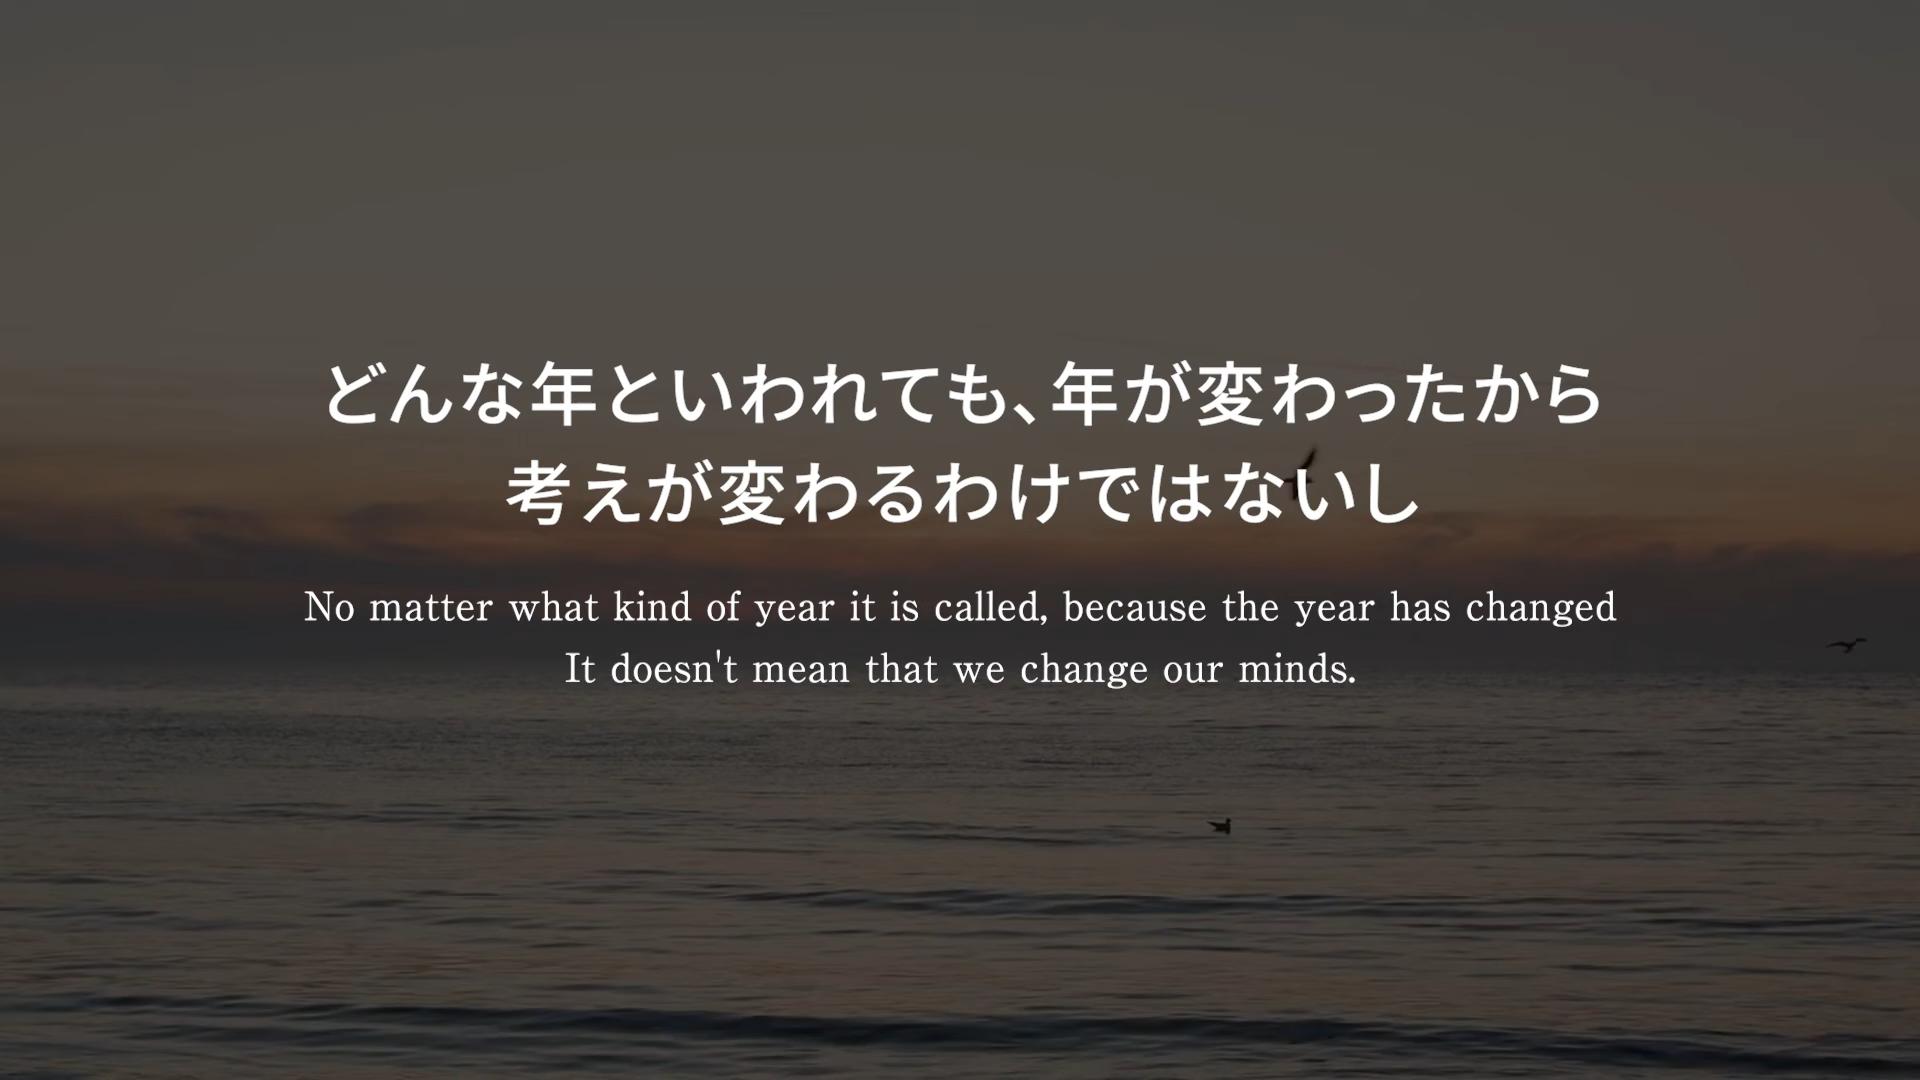 どんな年といわれても、年が変わったから
考えが変わるわけではないし
No matter what kind of year it is called, because the year has changed
It doesn't mean that we change our minds.